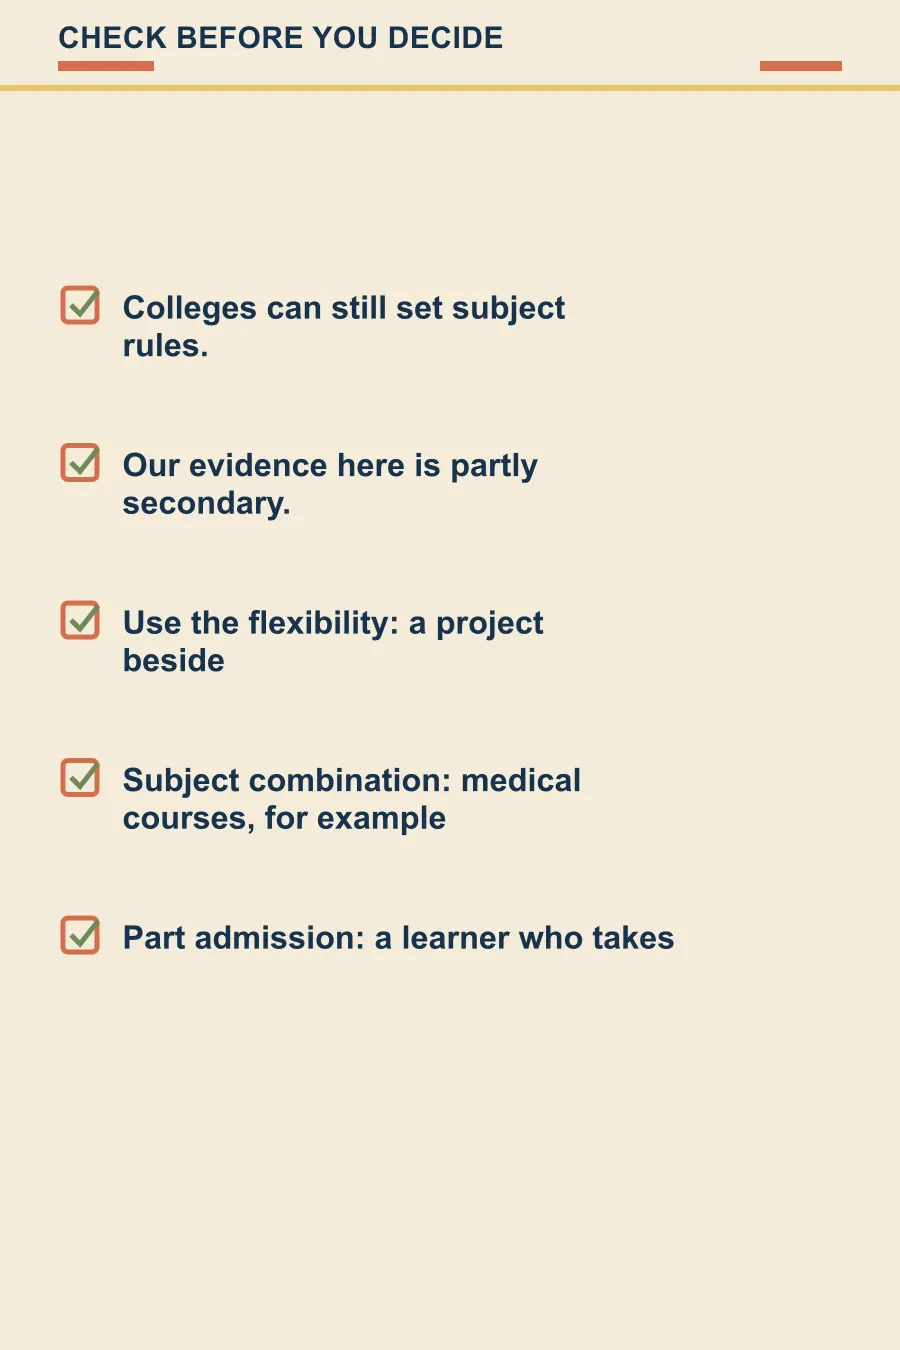 CHECK BEFORE YOU DECIDE
Colleges can still set subject
rules.
Our evidence here is partly
secondary.
Use the flexibility: a project
beside
Subject combination: medical
courses, for example
Part admission: a learner who takes